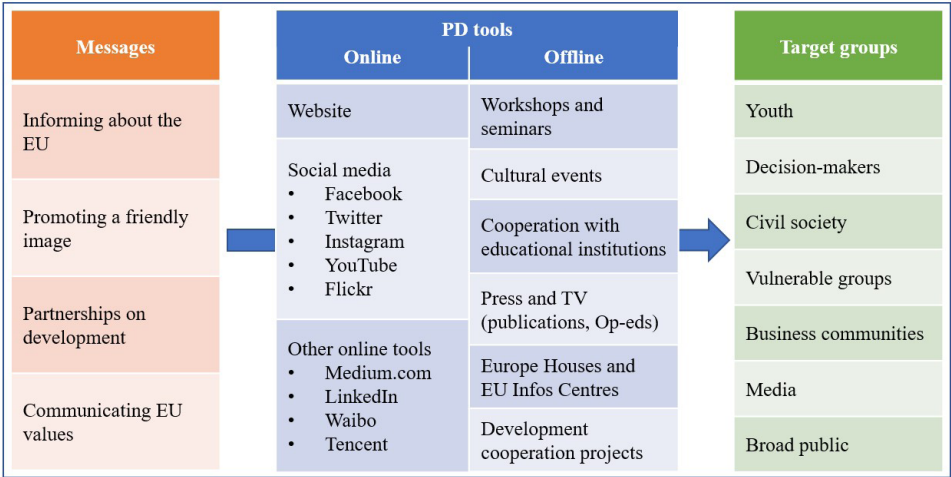 Messages
Informing about the
EU
Promoting a friendly
image
Partnerships on
development
Communicating EU
values
PD tools
Online
Offline
Website
Social media
• Facebook
• Twitter
• Instagram
• YouTube
• Flickr
Other online tools
• Medium.com
• LinkedIn
• Waibo
• Tencent
Workshops and
seminars
Cultural events
Cooperation with
educational institutions
Press and TV
(publications, Op-eds)
Europe Houses and
EU Infos Centres
Development
cooperation projects
Target groups
Youth
Decision-makers
Civil society
Vulnerable groups
Business communities
Media
Broad public